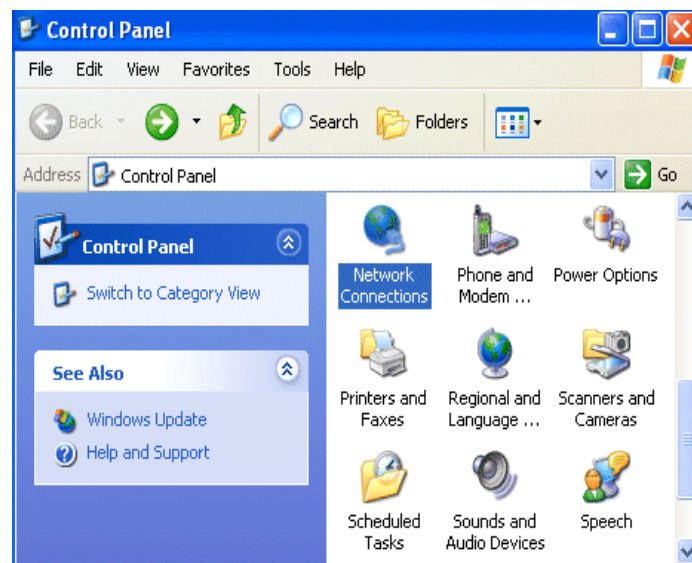 Control Panel
File Edit View Favorites Tools Help
Back Search Folders
Address Control Panel Go
Control Panel
Switch to Category View
See Also
Windows Update
Help and Support
Network
Connections
Phone and
Modem ...
Power Options
Printers and
Faxes
Regional and
Language ...
Scanners and
Cameras
Scheduled
Tasks
Sounds and
Audio Devices
Speech